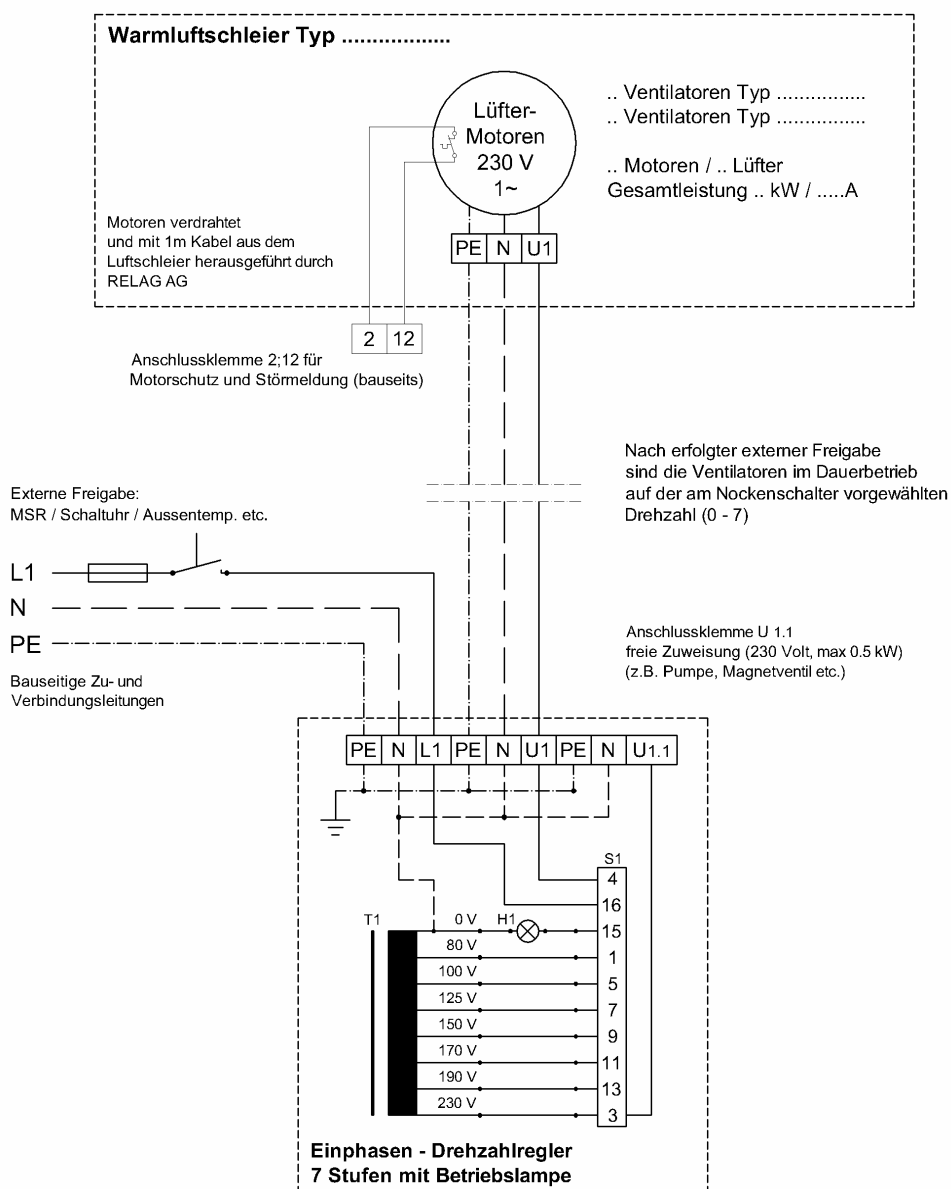 Warmluftschleier Typ ..................
Lüfter-
Motoren
230 V
1~
.. Ventilatoren Typ ................
.. Ventilatoren Typ ................
.. Motoren / .. Lüfter
Gesamtleistung .. kW / .....A
Motoren verdrahtet
und mit 1m Kabel aus dem
Luftschleier herausgeführt durch
RELAG AG
PE N U1
2 12
Anschlussklemme 2;12 für
Motorschutz und Störmeldung (bauseits)
Nach erfolgter externer Freigabe
sind die Ventilatoren im Dauerbetrieb
auf der am Nockenschalter vorgewählten
Drehzahl (0 - 7)
Externe Freigabe:
MSR / Schaltuhr / Aussentemp. etc.
L1
N
PE
Bauseitige Zu- und
Verbindungsleitungen
Anschlussklemme U 1.1
freie Zuweisung (230 Volt, max 0.5 kW)
(z.B. Pumpe, Magnetventil etc.)
PE N L1 PE N U1 PE N U1.1
S1
4
16
T1 0 V H1 15
80 V 1
100 V 5
125 V 7
150 V 9
170 V 11
190 V 13
230 V 3
Einphasen - Drehzahlregler
7 Stufen mit Betriebslampe